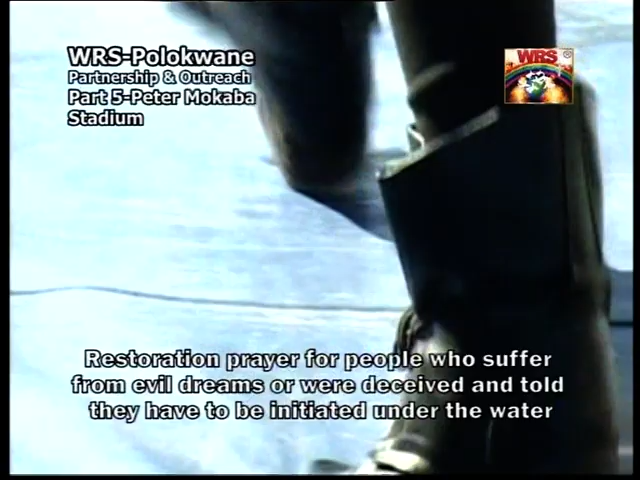 WRS-Polokwane
Partnership & Outreach
Part 5-Peter Mokaba
Stadium
WRS
Restoration prayer for people who suffer
from evil dreams or were deceived and told
they have to be initiated under the water